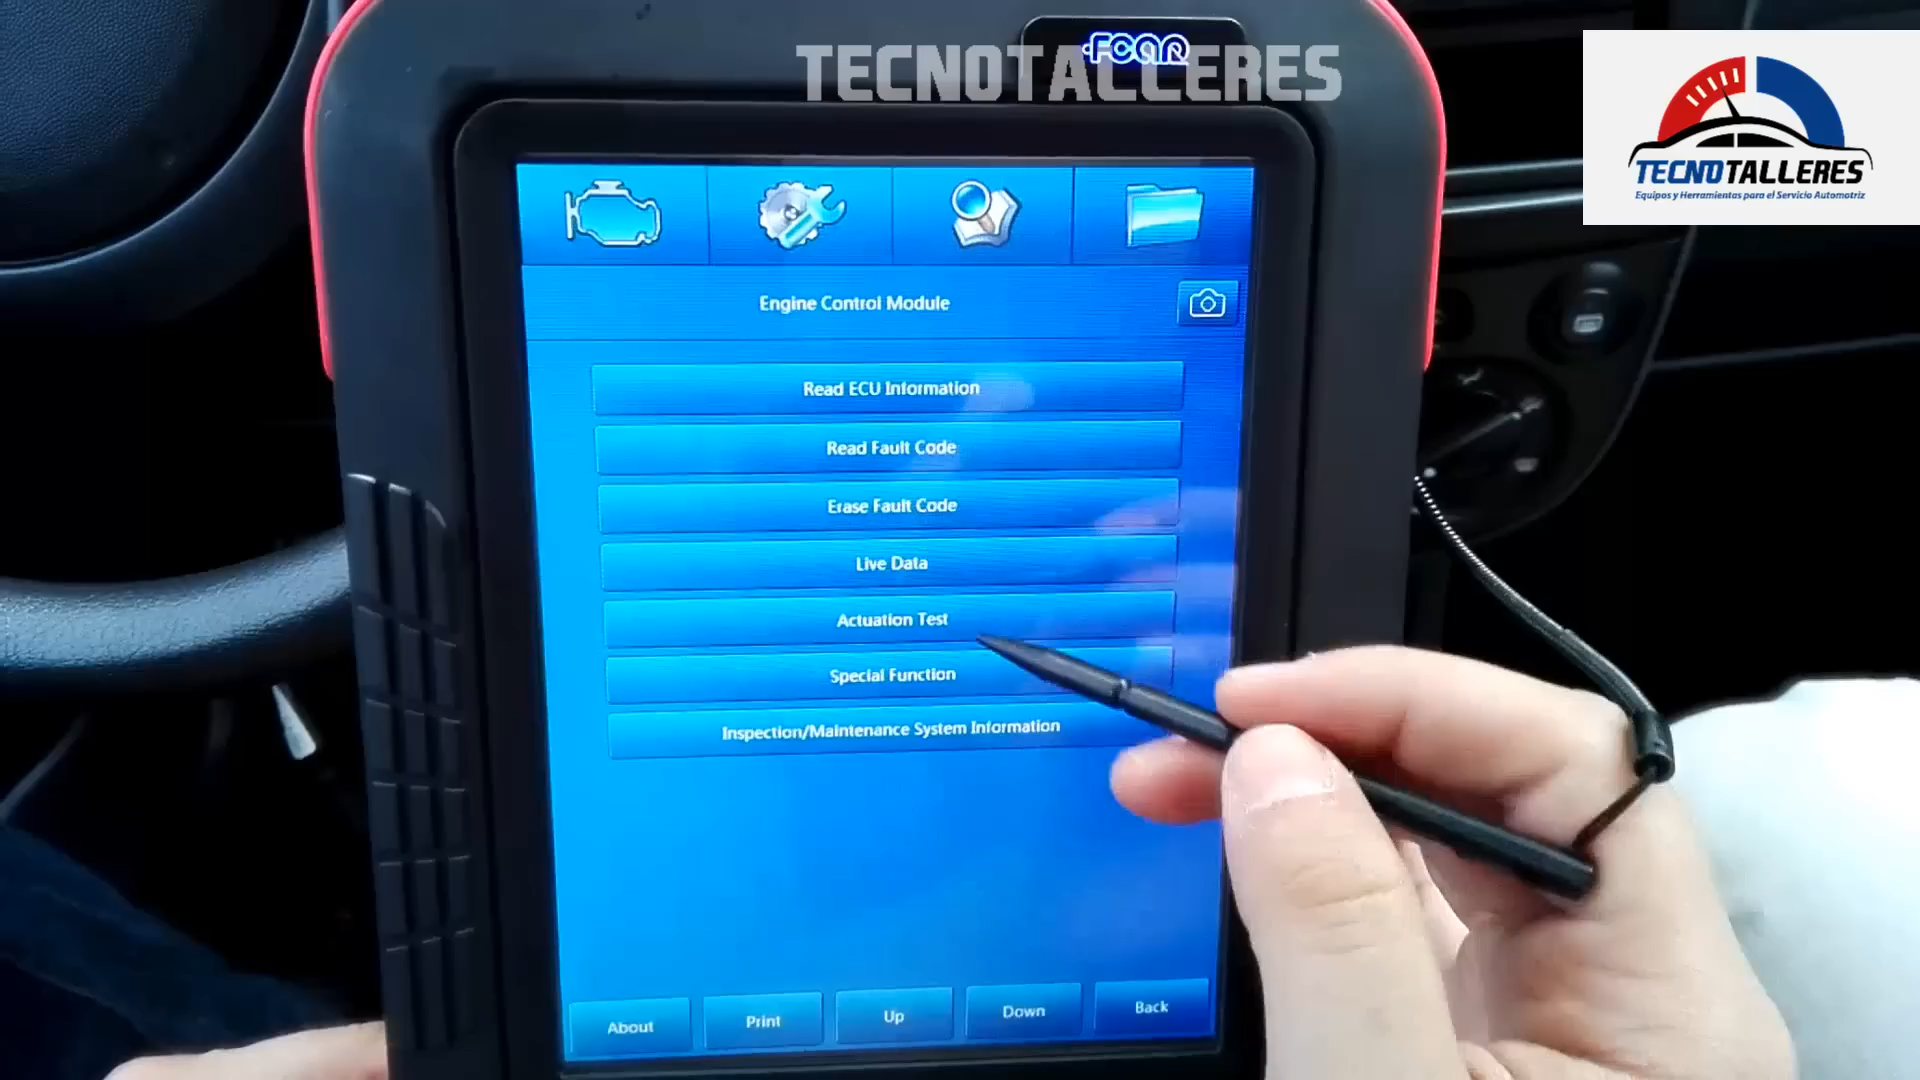 FCAR
TECNOTALLERES
TECNOTALLERES
Equipos y Herramientas para el Servicio Automotriz
Engine Control Module
Read ECU Information
Read Fault Code
Erase Fault Code
Live Data
Actuation Test
Special Function
Inspection/Maintenance System Information
About
Print
Up
Down
Back